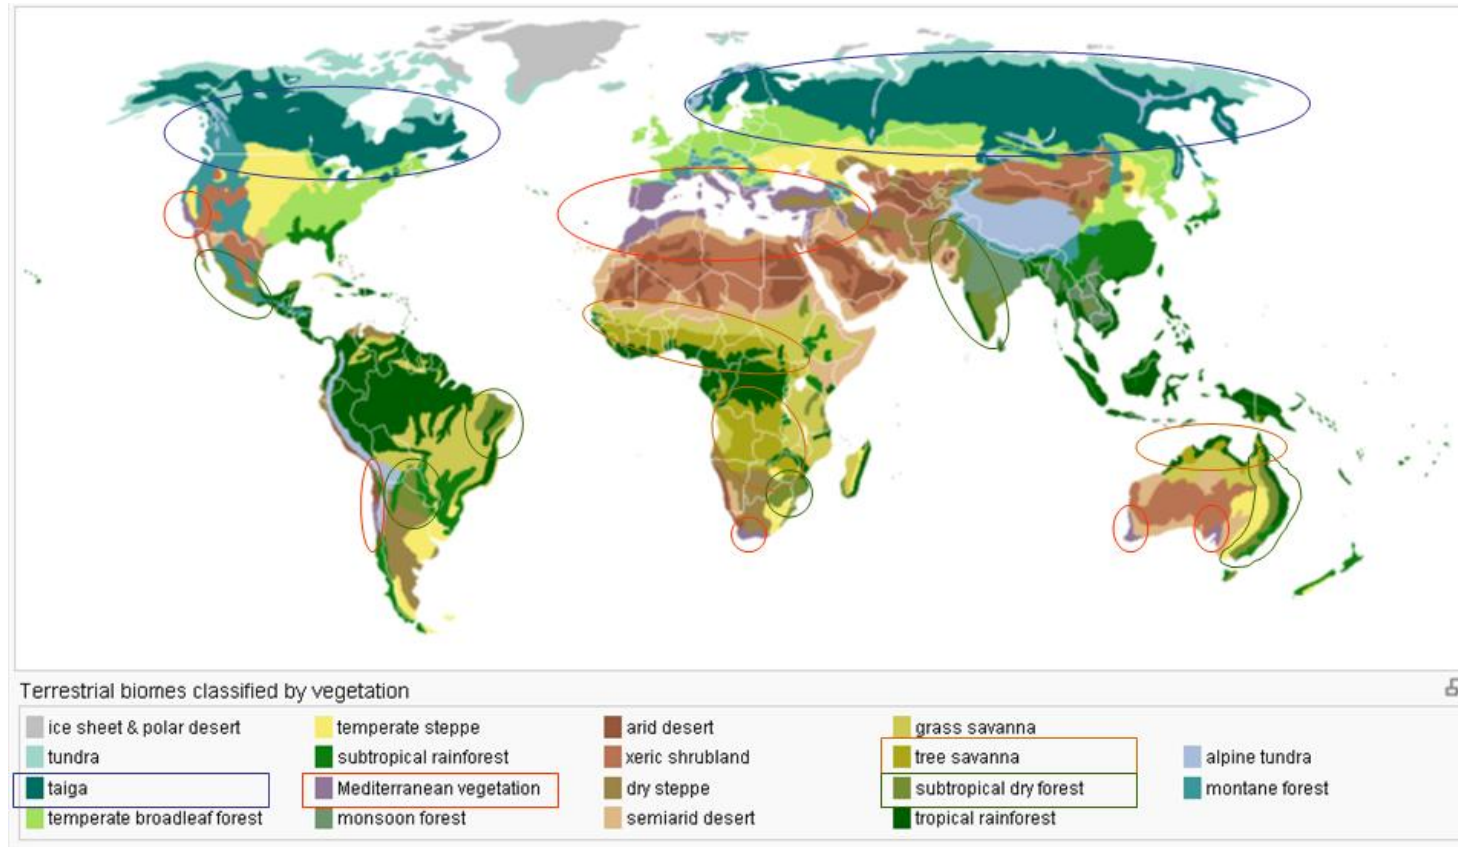 Terrestrial biomes classified by vegetation
ice sheet & polar desert
tundra
taiga
temperate broadleaf forest
temperate steppe
subtropical rainforest
Mediterranean vegetation
monsoon forest
arid desert
xeric shrubland
dry steppe
semiarid desert
grass savanna
tree savanna
subtropical dry forest
tropical rainforest
alpine tundra
montane forest